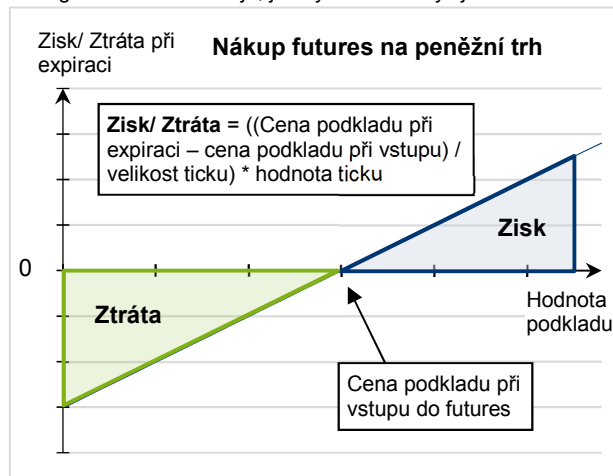 Zisk/ Ztráta při
expiraci
Nákup futures na peněžní trh
Zisk/ Ztráta = ((Cena podkladu při
expiraci – cena podkladu při vstupu) /
velikost ticku) * hodnota ticku
Zisk
0
Ztráta
Hodnota
podkladu
Cena podkladu při
vstupu do futures